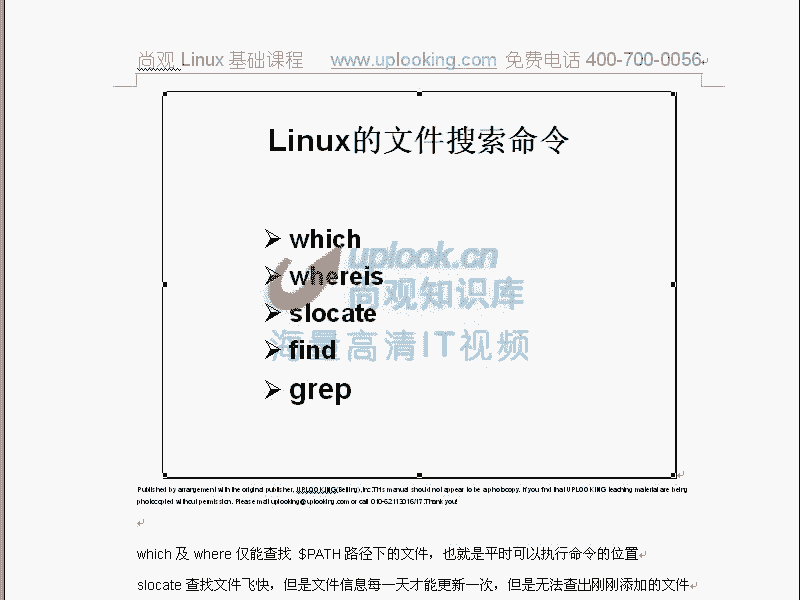 尚观 Linux 基础课程 www.uplooking.com 免费电话 400-700-0056
Linux的文件搜索命令
which
uplook.cn
whereis
尚观知识库
slocate
海量高清IT视频
find
grep
Published by arrangement with the original publisher, UPLOOKING(Beijing),Inc.THis manual should not appear to be a photocopy. If you find that UPLOOKING teaching material are being
photocopied without permission. Please mail uplooking@uplooking.com or call 010-62113016/17.Thank you!
which 及 where 仅能查找 $PATH 路径下的文件，也就是平时可以执行命令的位置
slocate 查找文件飞快，但是文件信息每一天才能更新一次，但是无法查出刚刚添加的文件